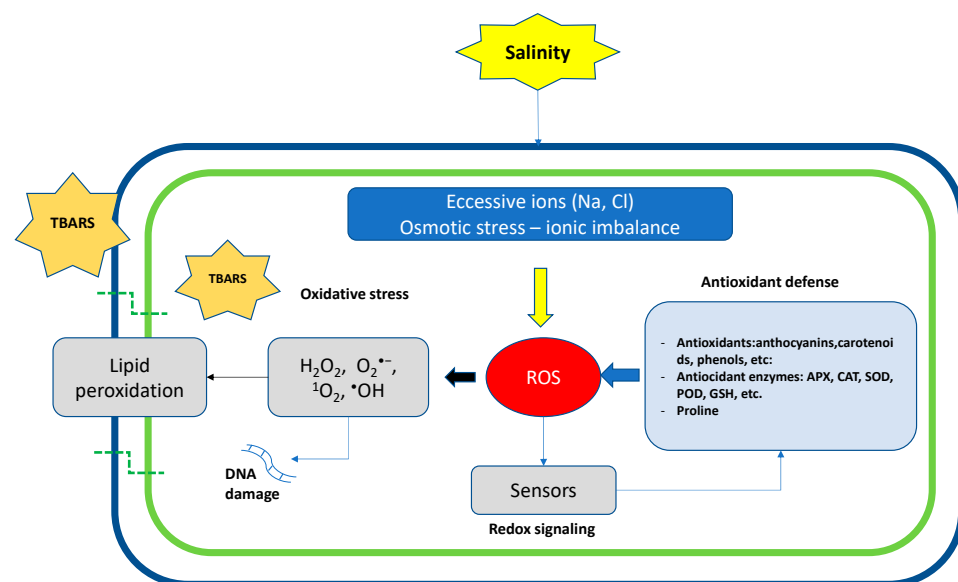 Salinity
TBARS
Eccessive ions (Na, Cl)
Osmotic stress – ionic imbalance
TBARS
Oxidative stress
Antioxidant defense
- Antioxidants:anthocyanins,carotenoi
ds, phenols, etc:
- Antiocidant enzymes: APX, CAT, SOD,
POD, GSH, etc.
- Proline
Lipid
peroxidation
H₂O₂, O₂•⁻,
¹O₂, •OH
ROS
DNA
damage
Sensors
Redox signaling